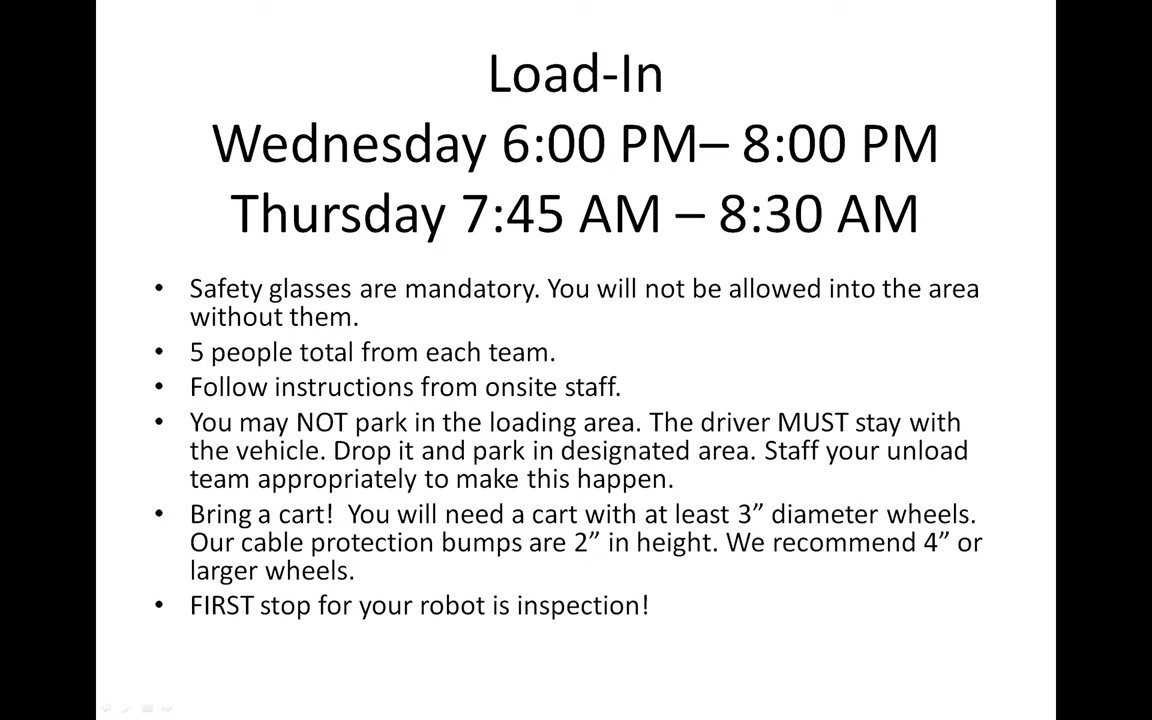 Load-In
Wednesday 6:00 PM– 8:00 PM
Thursday 7:45 AM – 8:30 AM
• Safety glasses are mandatory. You will not be allowed into the area
without them.
• 5 people total from each team.
• Follow instructions from onsite staff.
• You may NOT park in the loading area. The driver MUST stay with
the vehicle. Drop it and park in designated area. Staff your unload
team appropriately to make this happen.
• Bring a cart!  You will need a cart with at least 3” diameter wheels.
Our cable protection bumps are 2” in height. We recommend 4” or
larger wheels.
• FIRST stop for your robot is inspection!